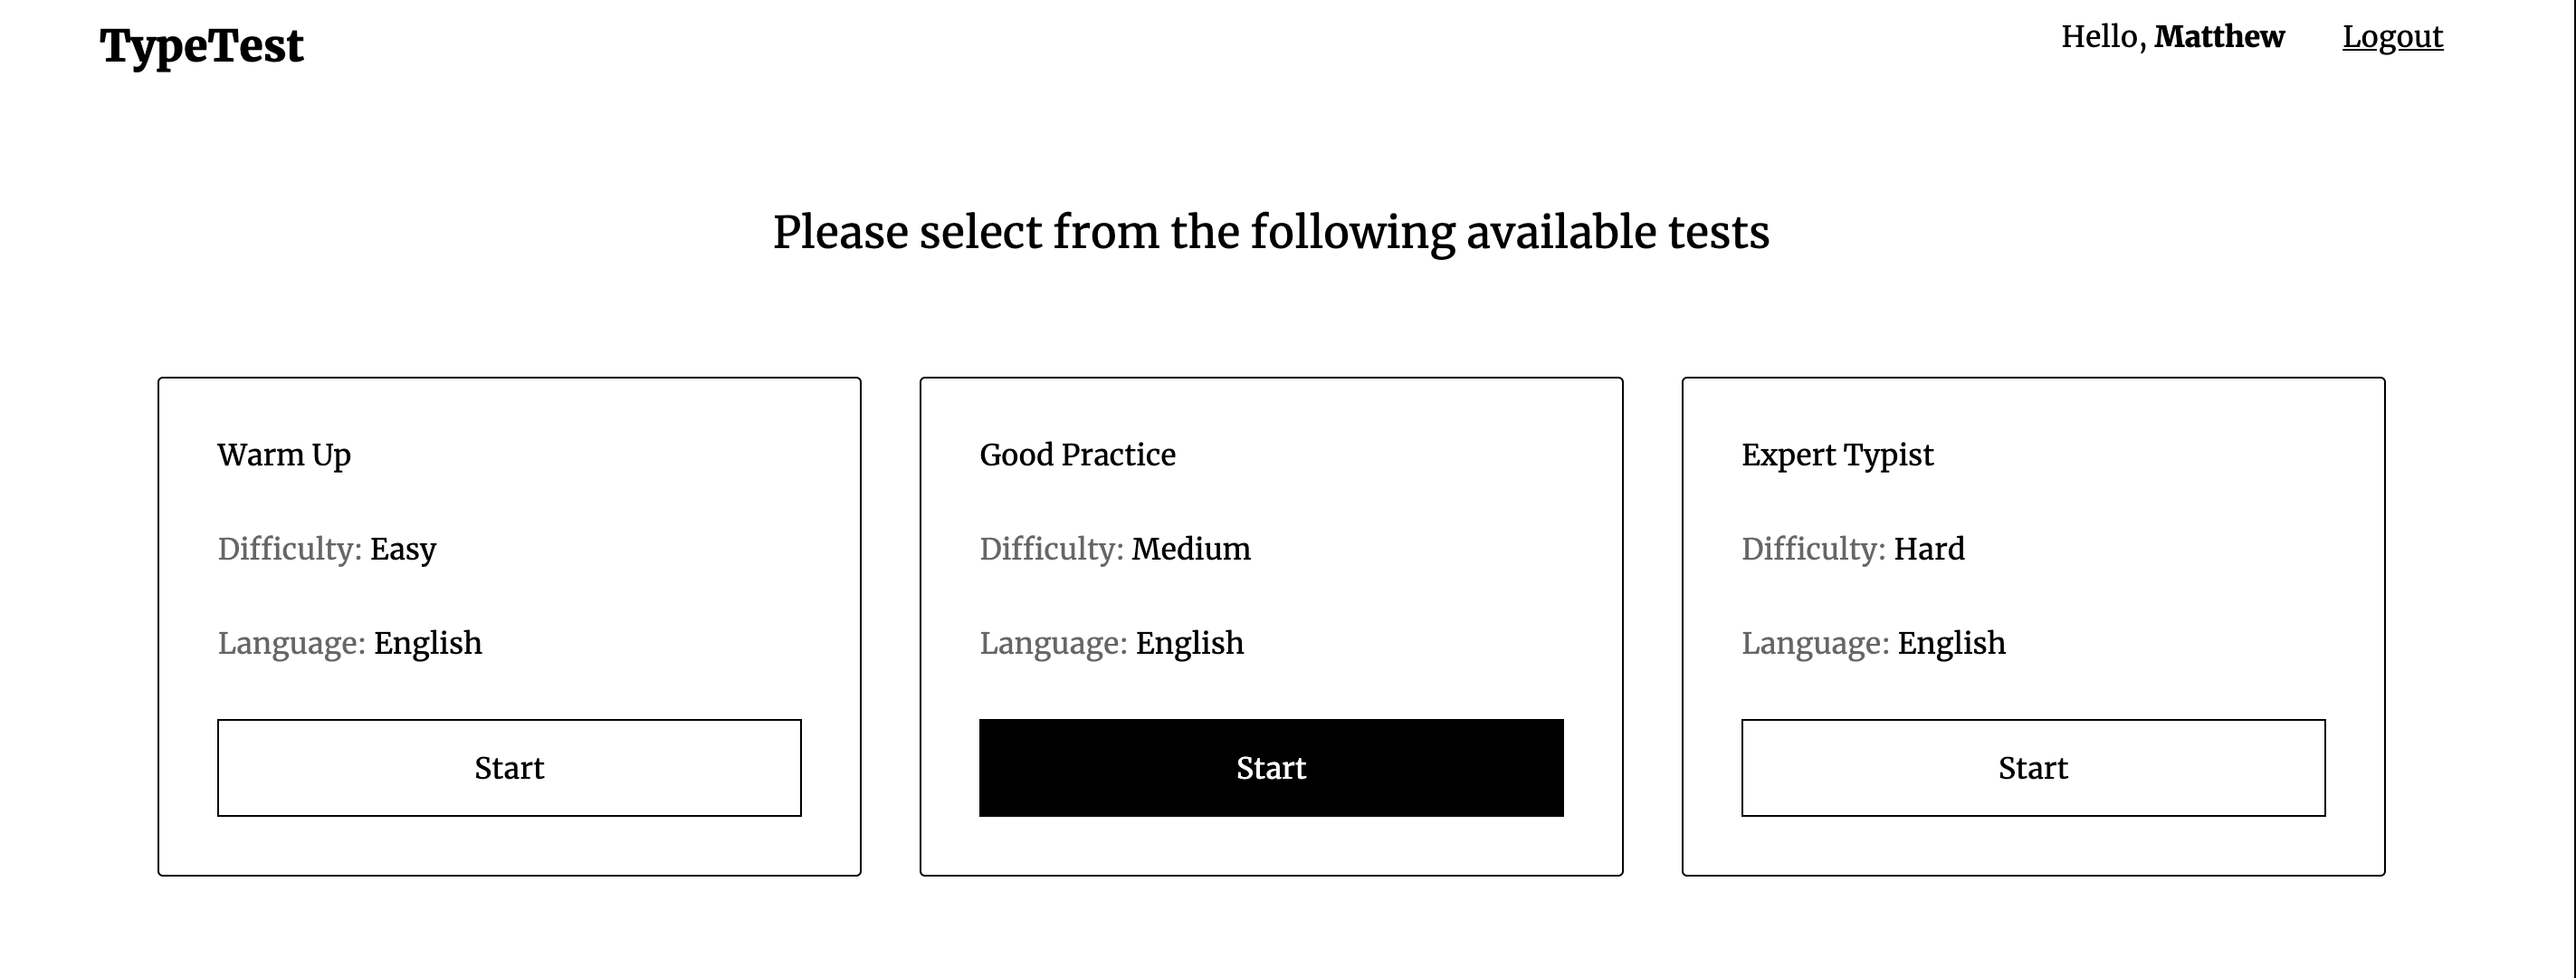 TypeTest
Hello, Matthew
Logout
Please select from the following available tests
Warm Up
Difficulty: Easy
Language: English
Start
Good Practice
Difficulty: Medium
Language: English
Start
Expert Typist
Difficulty: Hard
Language: English
Start